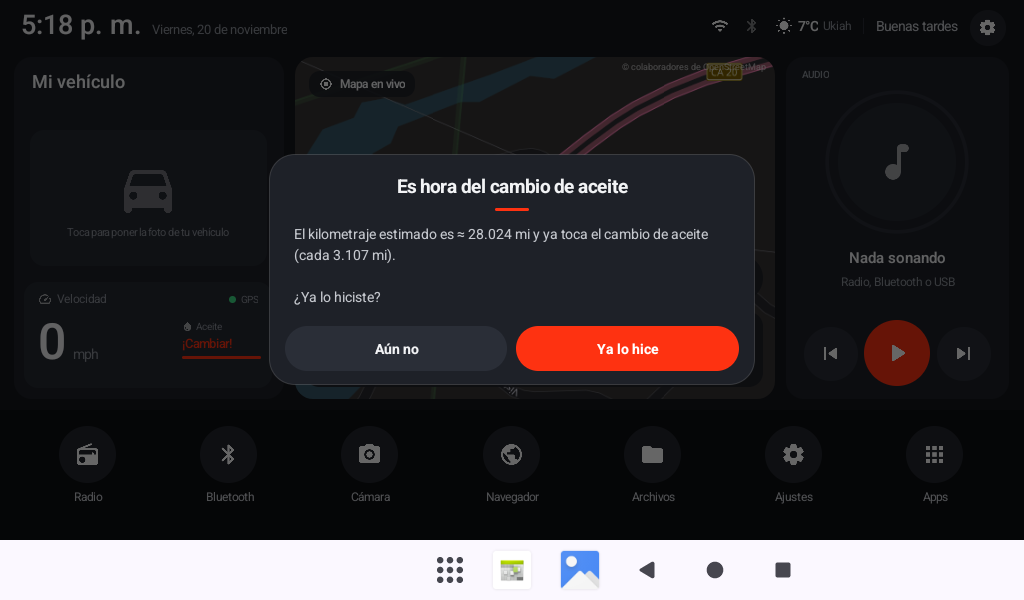 5:18 p. m. Viernes, 20 de noviembre
7°C Ukiah
Buenas tardes
Mi vehículo
Toca para poner la foto de tu vehículo
Velocidad
GPS
0 mph
Aceite
¡Cambiar!
Mapa en vivo
© colaboradores de OpenStreetMap
CA 20
Es hora del cambio de aceite
El kilometraje estimado es ≈ 28.024 mi y ya toca el cambio de aceite
(cada 3.107 mi).
¿Ya lo hiciste?
Aún no
Ya lo hice
AUDIO
Nada sonando
Radio, Bluetooth o USB
Radio
Bluetooth
Cámara
Navegador
Archivos
Ajustes
Apps